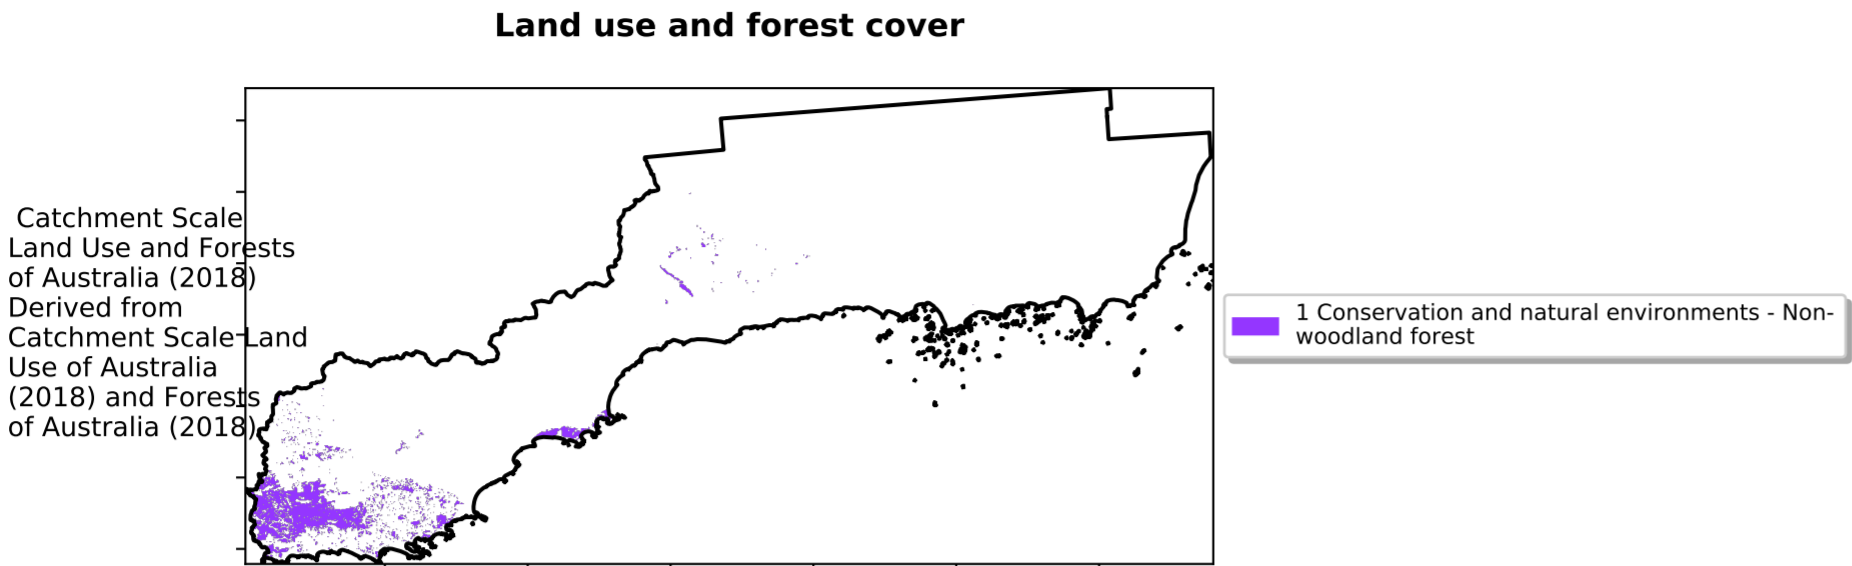 Land use and forest cover
Catchment Scale
Land Use and Forests
of Australia (2018)
Derived from
Catchment Scale Land
Use of Australia
(2018) and Forests
of Australia (2018)
1 Conservation and natural environments - Non-
woodland forest